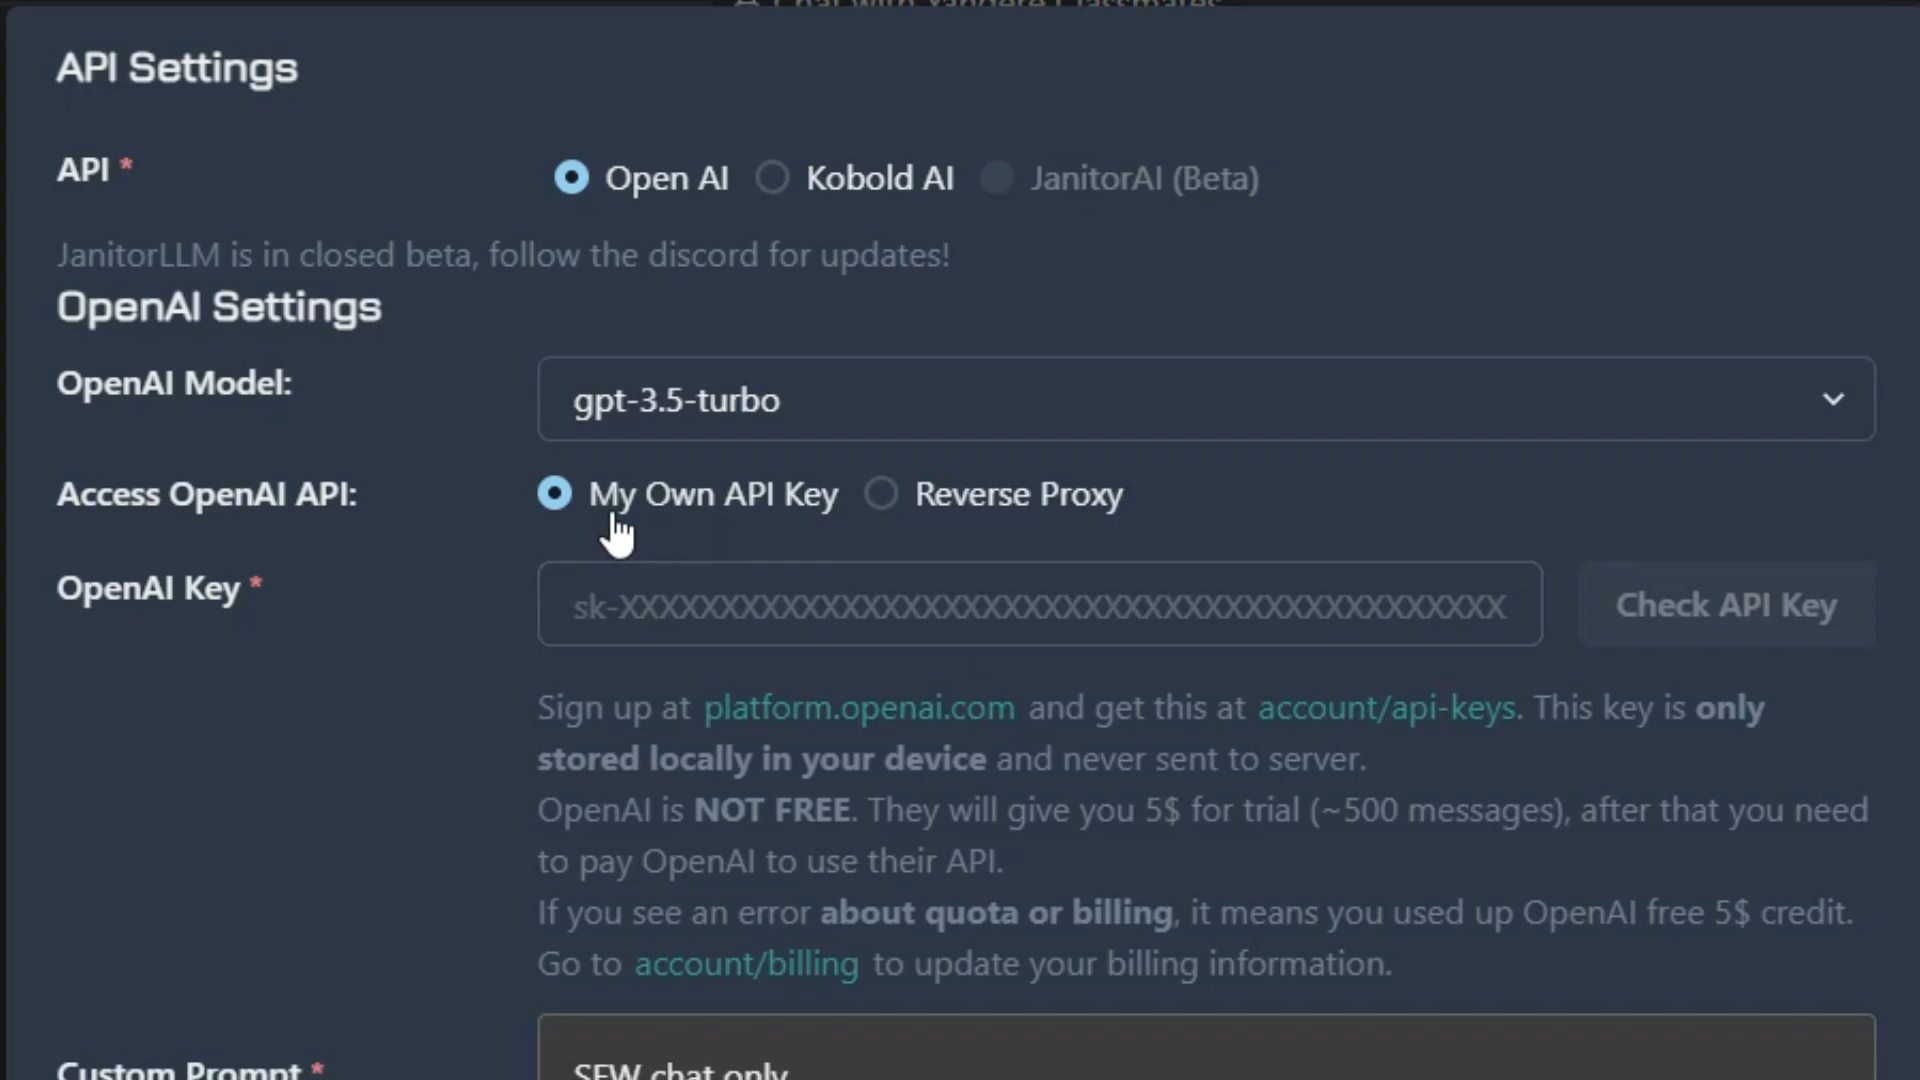 Chat with Yandere Classmates
API Settings
API * Open AI Kobold AI JanitorAI (Beta)
JanitorLLM is in closed beta, follow the discord for updates!
OpenAI Settings
OpenAI Model: gpt-3.5-turbo
Access OpenAI API: My Own API Key Reverse Proxy
OpenAI Key * sk-XXXXXXXXXXXXXXXXXXXXXXXXXXXXXXXXXXXXXXXXXXXX Check API Key
Sign up at platform.openai.com and get this at account/api-keys. This key is only
stored locally in your device and never sent to server.
OpenAI is NOT FREE. They will give you 5$ for trial (~500 messages), after that you need
to pay OpenAI to use their API.
If you see an error about quota or billing, it means you used up OpenAI free 5$ credit.
Go to account/billing to update your billing information.
Custom Prompt * SFW chat only